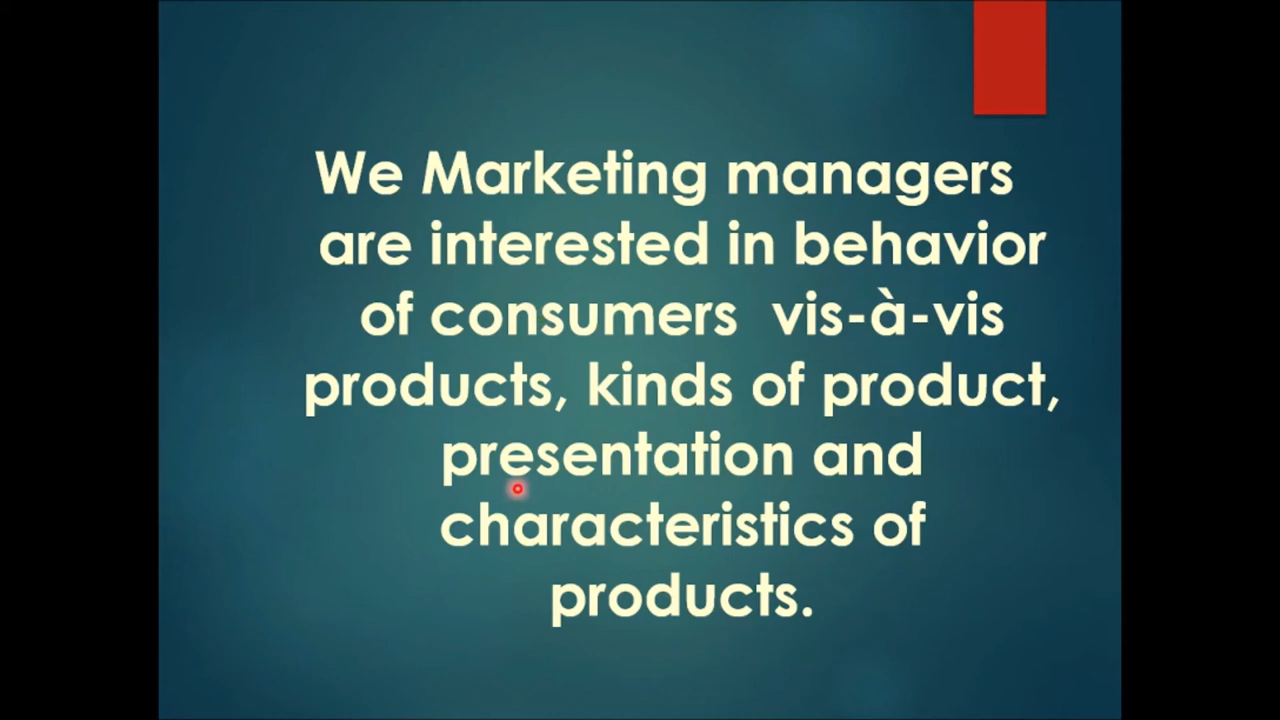 We Marketing managers
are interested in behavior
of consumers  vis-à-vis
products, kinds of product,
presentation and
characteristics of
products.